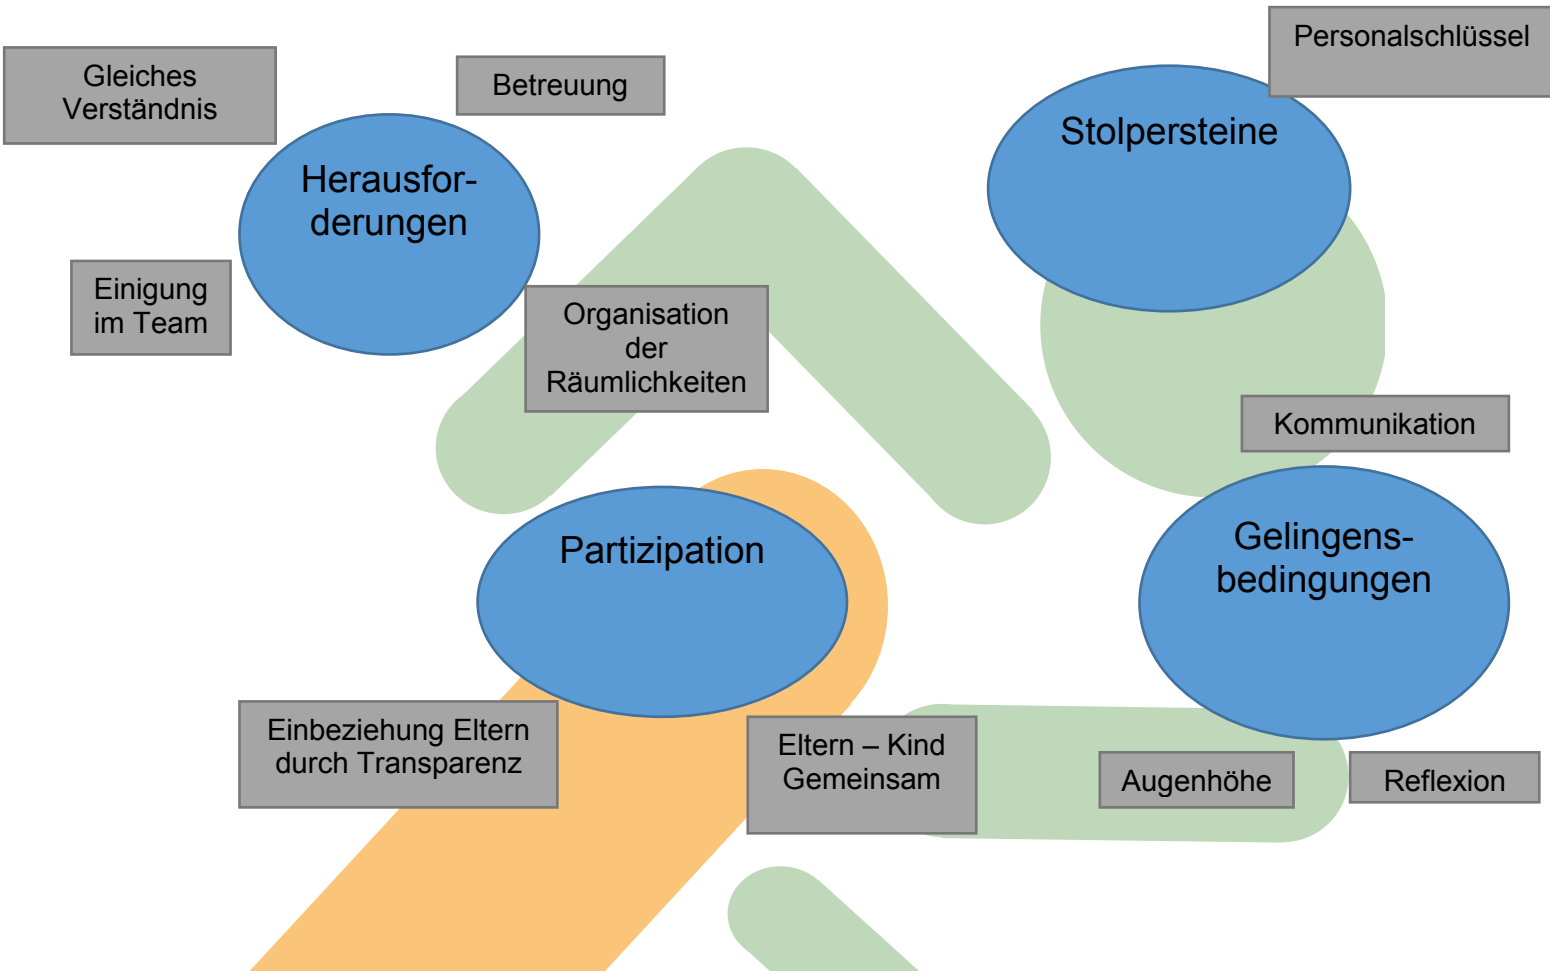 Personalschlüssel
Gleiches
Verständnis
Betreuung
Stolpersteine
Herausfor-
derungen
Einigung
im Team
Organisation
der
Räumlichkeiten
Kommunikation
Partizipation
Gelingens-
bedingungen
Einbeziehung Eltern
durch Transparenz
Eltern – Kind
Gemeinsam
Augenhöhe
Reflexion